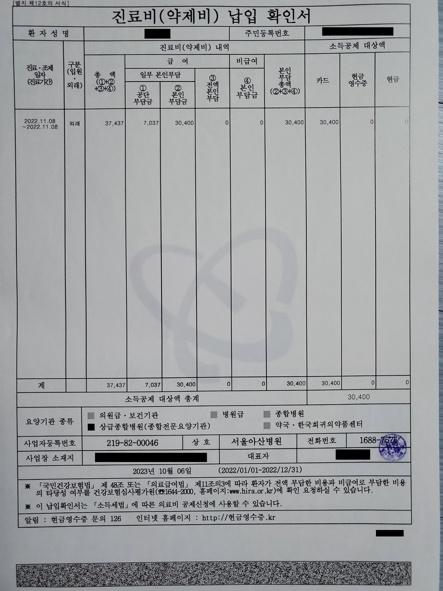 [별지 제12호의 서식]
진료비(약제비) 납입 확인서
환 자 성 명 주민등록번호
진료비(약제비) 내역 소득공제 대상액
진료·조제 일자 (진료기간) 구분 (입원·외래) 총 액 (①+②+③+④) 급 여 비급여 본인 부담 총액 (②+③+④) 카드 현금 영수증 현금
일부 본인부담 ③ 전액 본인 부담 ④ 본인 부담금
① 공단 부담금 ② 본인 부담금
2022.11.08 ~2022.11.08 외래 37,437 7,037 30,400 0 0 30,400 30,400 0 0
계 37,437 7,037 30,400 0 0 30,400 30,400 0 0
소득공제 대상액 총계 30,400
요양기관 종류 의원급·보건기관 병원급 종합병원
상급종합병원(종합전문요양기관) 약국·한국희귀의약품센터
사업자등록번호 219-82-00046 상 호 서울아산병원 전화번호 1688-
사업장 소재지 대표자
2023년 10월 06일 (2022/01/01~2022/12/31)
※ 「국민건강보험법」 제 48조 또는 「의료급여법」 제11조의3에 따라 환자가 전액 부담한 비용과 비급여로 부담한 비용
의 타당성 여부를 건강보험심사평가원(☎1644-2000, 홈페이지:www.hira.or.kr)에 확인 요청하실 수 있습니다.
※ 이 납입확인서는 「소득세법」에 따른 의료비 공제신청에 사용할 수 있습니다.
알림 : 현금영수증 문의 126 인터넷 홈페이지 : http://현금영수증.kr